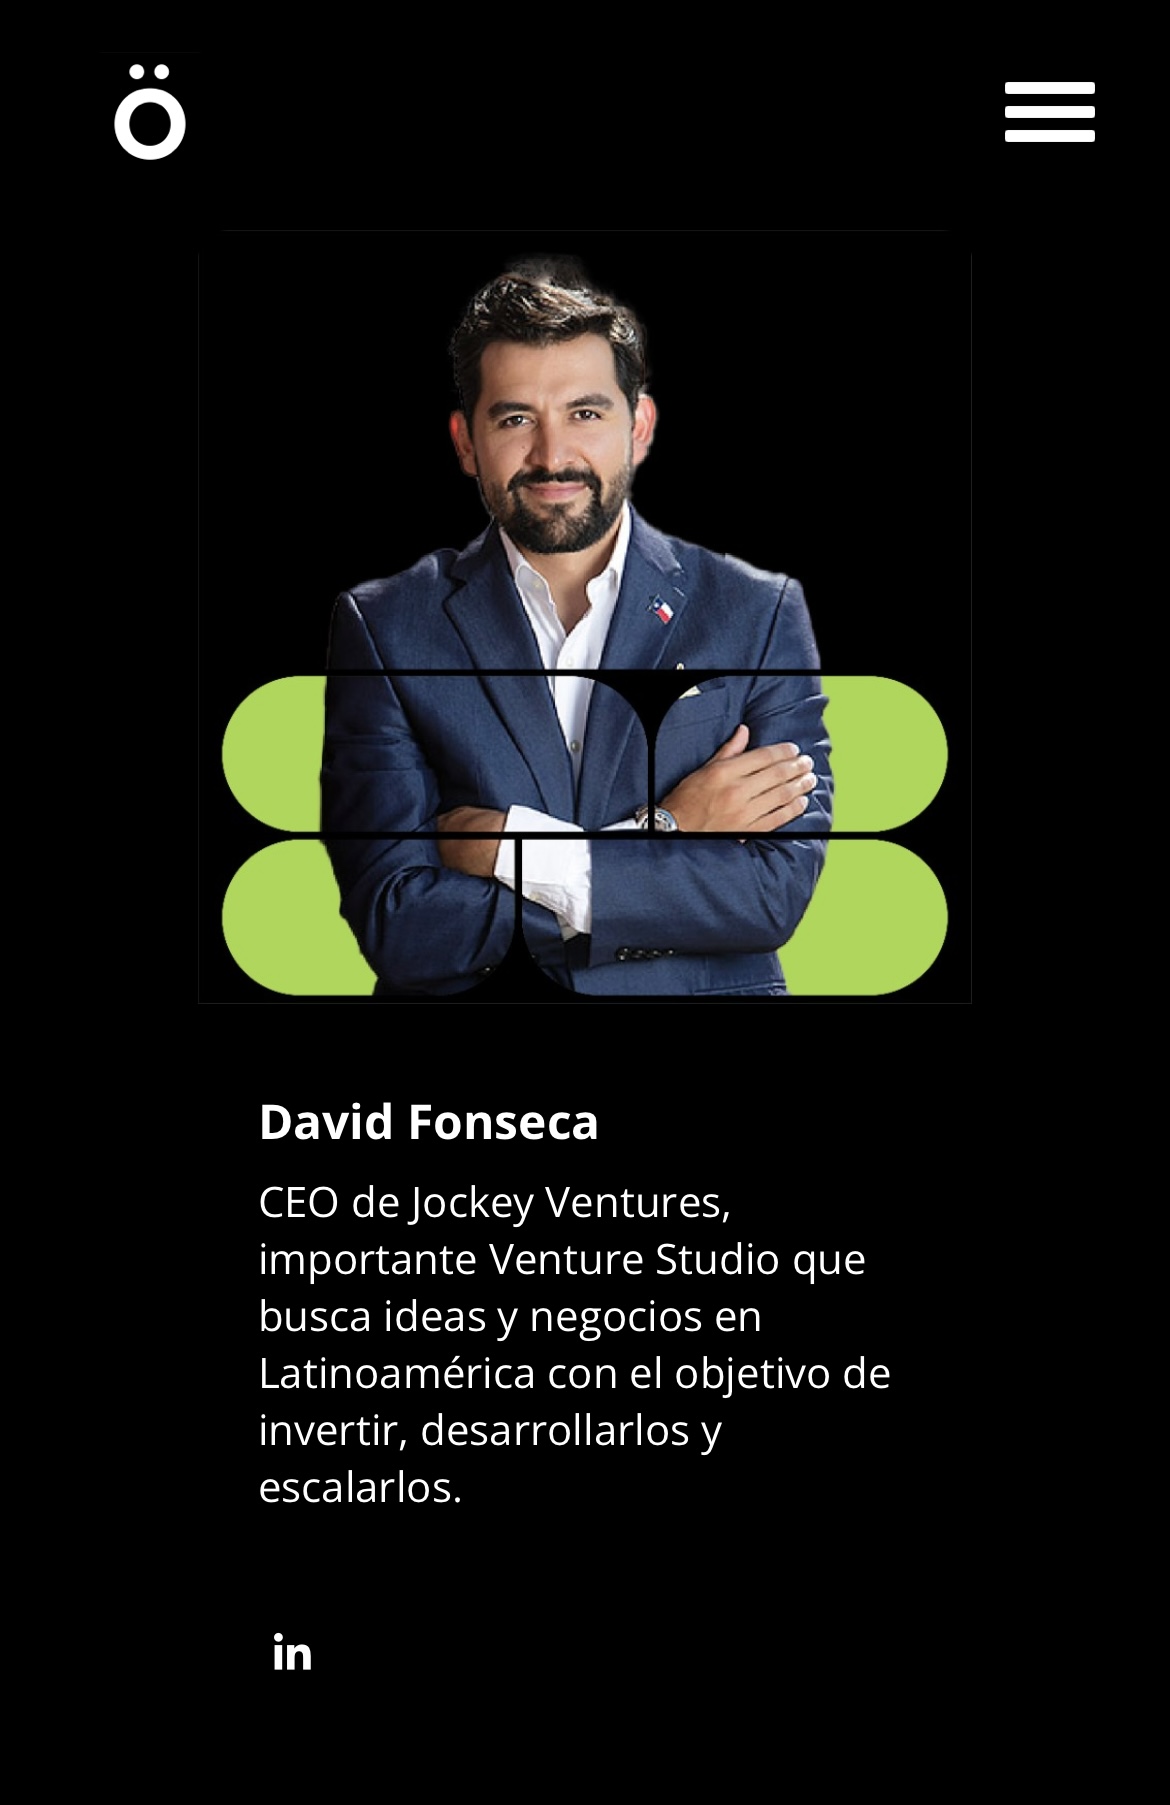 Ö
David Fonseca
CEO de Jockey Ventures,
importante Venture Studio que
busca ideas y negocios en
Latinoamérica con el objetivo de
invertir, desarrollarlos y
escalarlos.
in